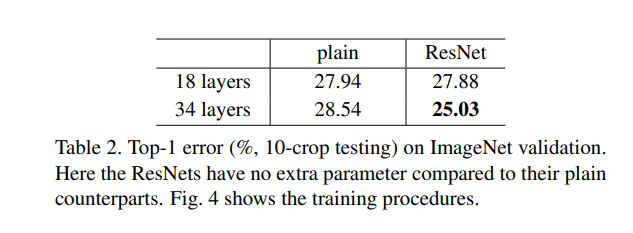 plain ResNet
18 layers 27.94 27.88
34 layers 28.54 25.03
Table 2. Top-1 error (%, 10-crop testing) on ImageNet validation.
Here the ResNets have no extra parameter compared to their plain
counterparts. Fig. 4 shows the training procedures.